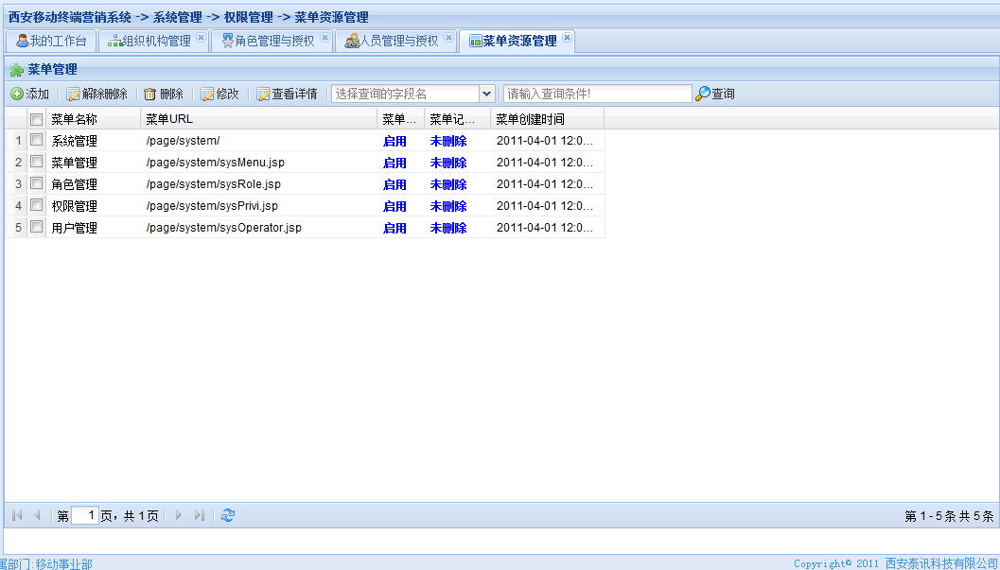 西安移动终端营销系统 -> 系统管理 -> 权限管理 -> 菜单资源管理
我的工作台 组织机构管理 角色管理与授权 人员管理与授权 菜单资源管理
菜单管理
添加 解除删除 删除 修改 查看详情 选择查询的字段名 请输入查询条件! 查询
菜单名称 菜单URL 菜单... 菜单记... 菜单创建时间
1 系统管理 /page/system/ 启用 未删除 2011-04-01 12:0...
2 菜单管理 /page/system/sysMenu.jsp 启用 未删除 2011-04-01 12:0...
3 角色管理 /page/system/sysRole.jsp 启用 未删除 2011-04-01 12:0...
4 权限管理 /page/system/sysPrivi.jsp 启用 未删除 2011-04-01 12:0...
5 用户管理 /page/system/sysOperator.jsp 启用 未删除 2011-04-01 12:0...
第 1 页，共 1 页 第 1 - 5 条 共 5 条
属部门:移动事业部 Copyright© 2011 西安泰讯科技有限公司